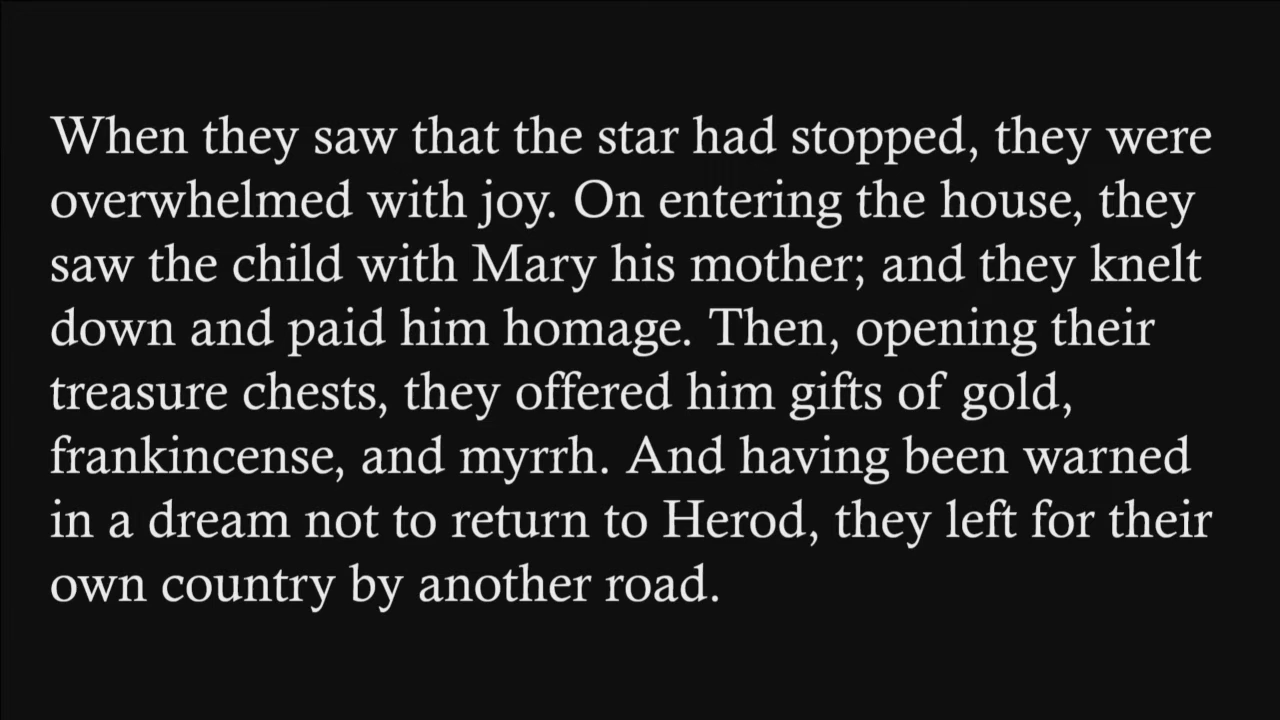 When they saw that the star had stopped, they were
overwhelmed with joy. On entering the house, they
saw the child with Mary his mother; and they knelt
down and paid him homage. Then, opening their
treasure chests, they offered him gifts of gold,
frankincense, and myrrh. And having been warned
in a dream not to return to Herod, they left for their
own country by another road.